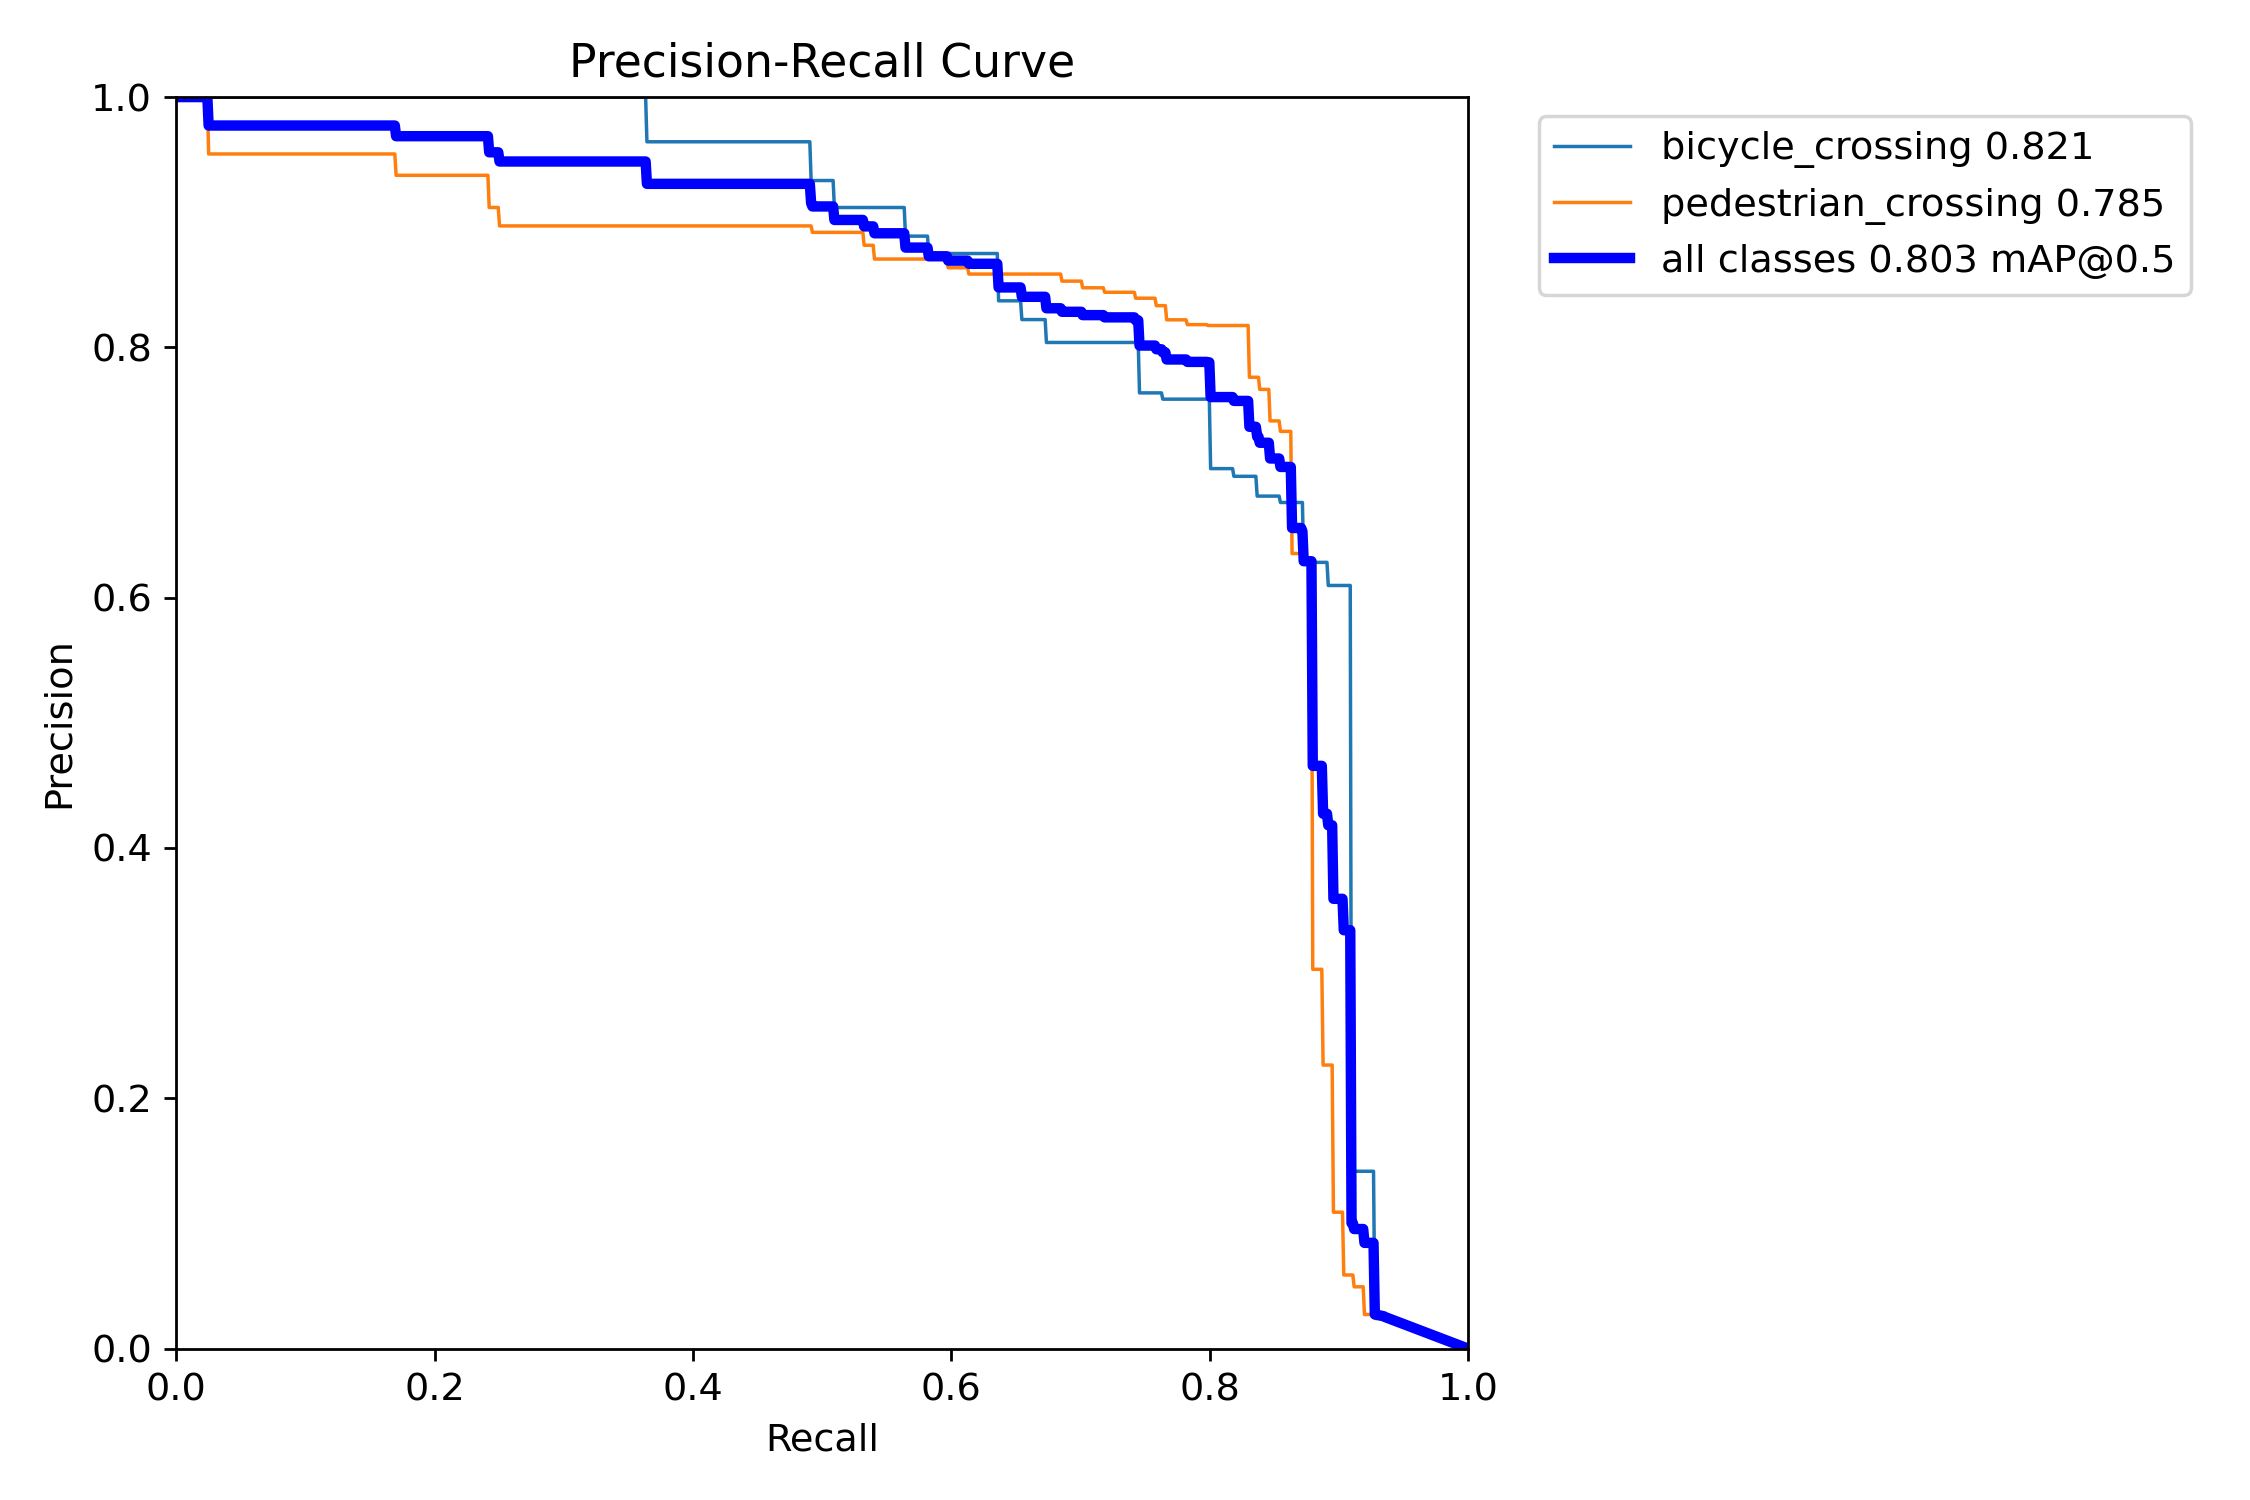 Precision-Recall Curve
1.0
0.8
0.6
0.4
0.2
0.0
Precision
0.0 0.2 0.4 0.6 0.8 1.0
Recall
bicycle_crossing 0.821
pedestrian_crossing 0.785
all classes 0.803 mAP@0.5